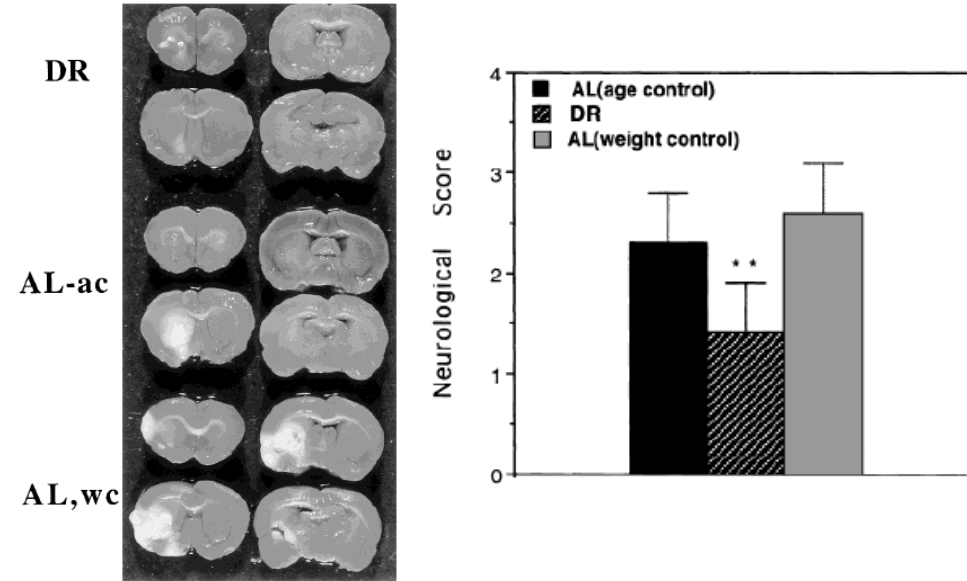 DR
AL-ac
AL,wc
4
3
2
1
0
Neurological Score
AL(age control)
DR
AL(weight control)
* *